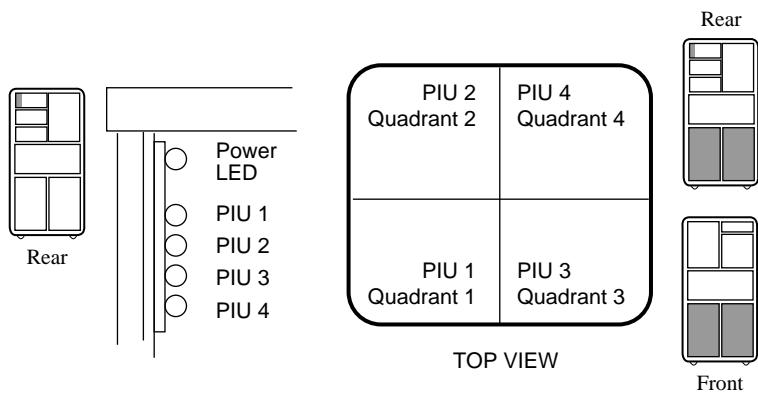 Rear
Power
LED
PIU 1
PIU 2
PIU 3
PIU 4
PIU 2
Quadrant 2
PIU 4
Quadrant 4
PIU 1
Quadrant 1
PIU 3
Quadrant 3
TOP VIEW
Rear
Front